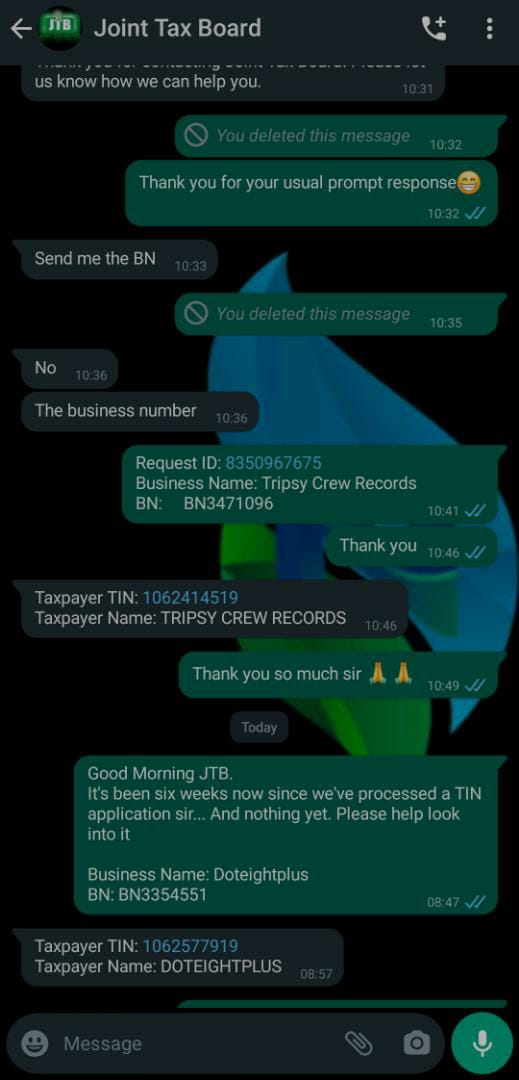 JTB
Joint Tax Board
us know how we can help you.
10:31
You deleted this message
10:32
Thank you for your usual prompt response😁
10:32
Send me the BN
10:33
You deleted this message
10:35
No
10:36
The business number
10:36
Request ID: 8350967675
Business Name: Tripsy Crew Records
BN: BN3471096
10:41
Thank you
10:46
Taxpayer TIN: 1062414519
Taxpayer Name: TRIPSY CREW RECORDS
10:46
Thank you so much sir 🙏 🙏
10:49
Today
Good Morning JTB.
It's been six weeks now since we've processed a TIN
application sir... And nothing yet. Please help look
into it
Business Name: Doteightplus
BN: BN3354551
08:47
Taxpayer TIN: 1062577919
Taxpayer Name: DOTEIGHTPLUS
08:57
Message